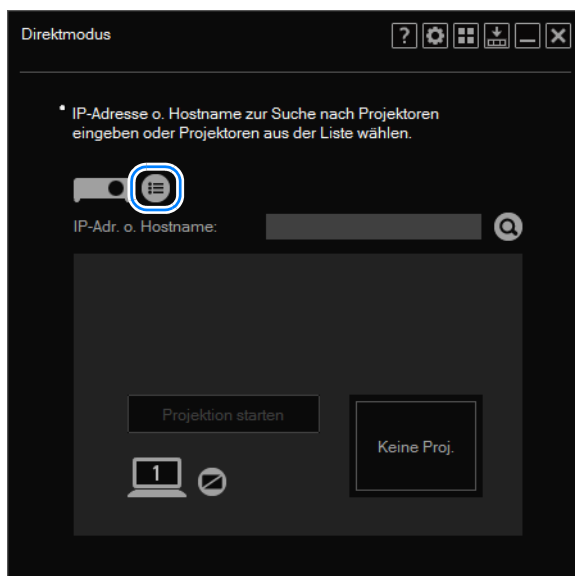 Direktmodus
IP-Adresse o. Hostname zur Suche nach Projektoren
eingeben oder Projektoren aus der Liste wählen.
IP-Adr. o. Hostname:
Projektion starten
Keine Proj.
1